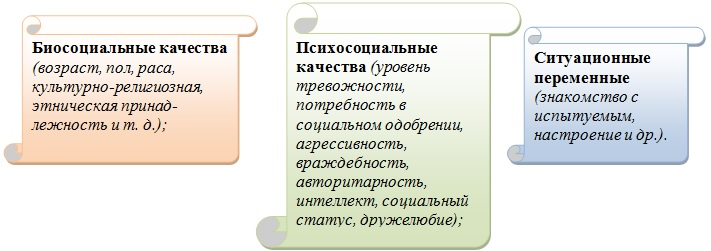 Биосоциальные качества
(возраст, пол, раса,
культурно-религиозная,
этническая принад-
лежность и т. д.);
Психосоциальные
качества (уровень
тревожности,
потребность в
социальном одобрении,
агрессивность,
враждебность,
авторитарность,
интеллект, социальный
статус, дружелюбие);
Ситуационные
переменные
(знакомство с
испытуемым,
настроение и др.).